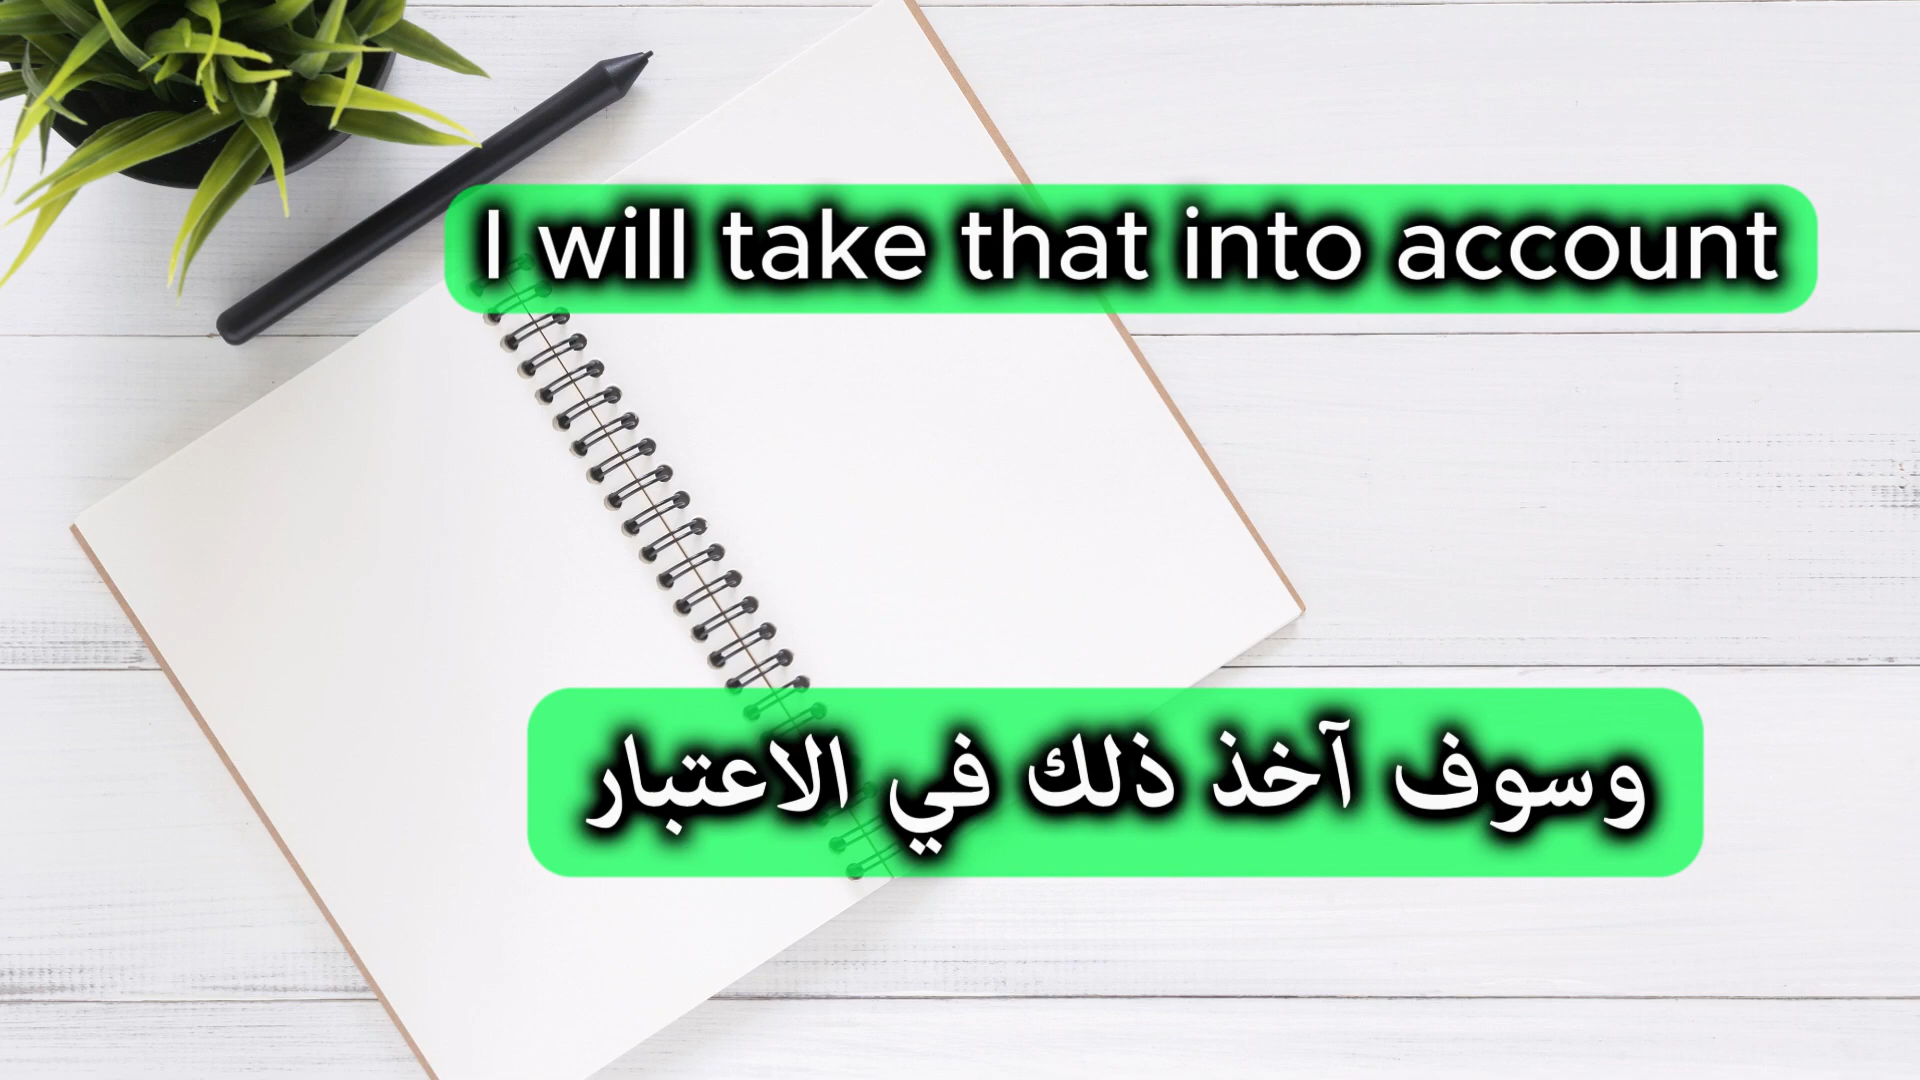 I will take that into account
وسوف آخذ ذلك في الاعتبار